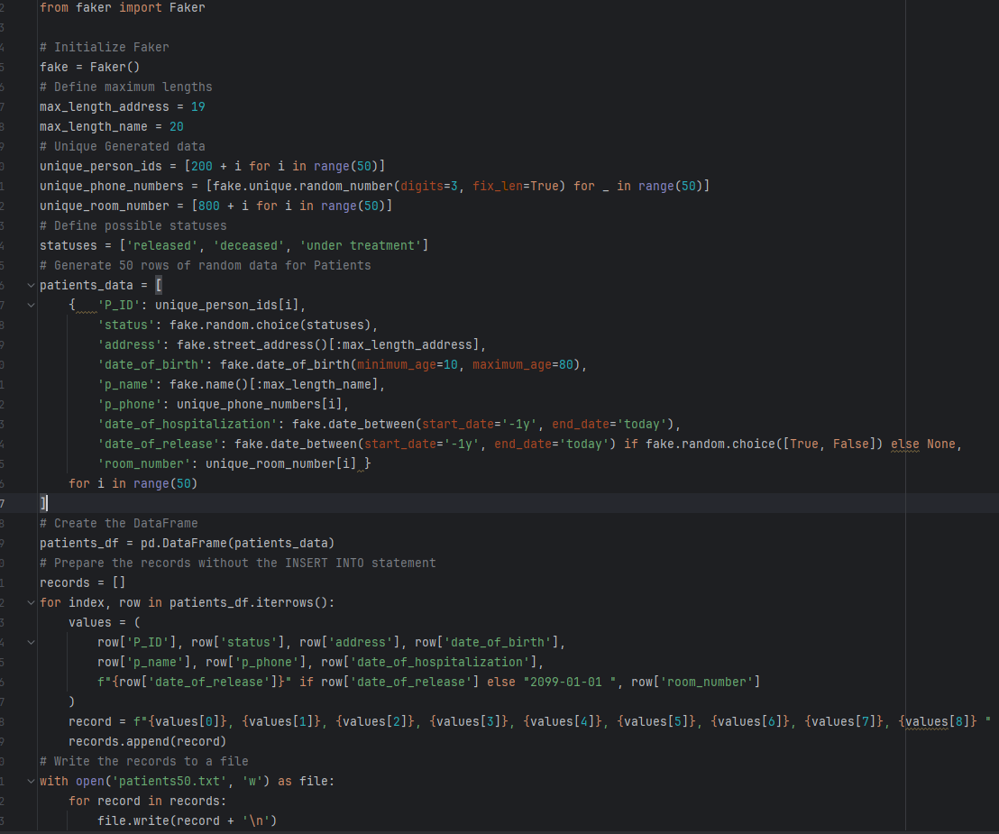 from faker import Faker
# Initialize Faker
fake = Faker()
# Define maximum lengths
max_length_address = 19
max_length_name = 20
# Unique Generated data
unique_person_ids = [200 + i for i in range(50)]
unique_phone_numbers = [fake.unique.random_number(digits=3, fix_len=True) for _ in range(50)]
unique_room_number = [800 + i for i in range(50)]
# Define possible statuses
statuses = ['released', 'deceased', 'under treatment']
# Generate 50 rows of random data for Patients
patients_data = [
    {   'P_ID': unique_person_ids[i],
        'status': fake.random.choice(statuses),
        'address': fake.street_address()[:max_length_address],
        'date_of_birth': fake.date_of_birth(minimum_age=10, maximum_age=80),
        'p_name': fake.name()[:max_length_name],
        'p_phone': unique_phone_numbers[i],
        'date_of_hospitalization': fake.date_between(start_date='-1y', end_date='today'),
        'date_of_release': fake.date_between(start_date='-1y', end_date='today') if fake.random.choice([True, False]) else None,
        'room_number': unique_room_number[i] }
    for i in range(50)
]
# Create the DataFrame
patients_df = pd.DataFrame(patients_data)
# Prepare the records without the INSERT INTO statement
records = []
for index, row in patients_df.iterrows():
    values = (
        row['P_ID'], row['status'], row['address'], row['date_of_birth'],
        row['p_name'], row['p_phone'], row['date_of_hospitalization'],
        f"{row['date_of_release']}" if row['date_of_release'] else "2099-01-01 ", row['room_number']
    )
    record = f"{values[0]}, {values[1]}, {values[2]}, {values[3]}, {values[4]}, {values[5]}, {values[6]}, {values[7]}, {values[8]} "
    records.append(record)
# Write the records to a file
with open('patients50.txt', 'w') as file:
    for record in records:
        file.write(record + '\n')